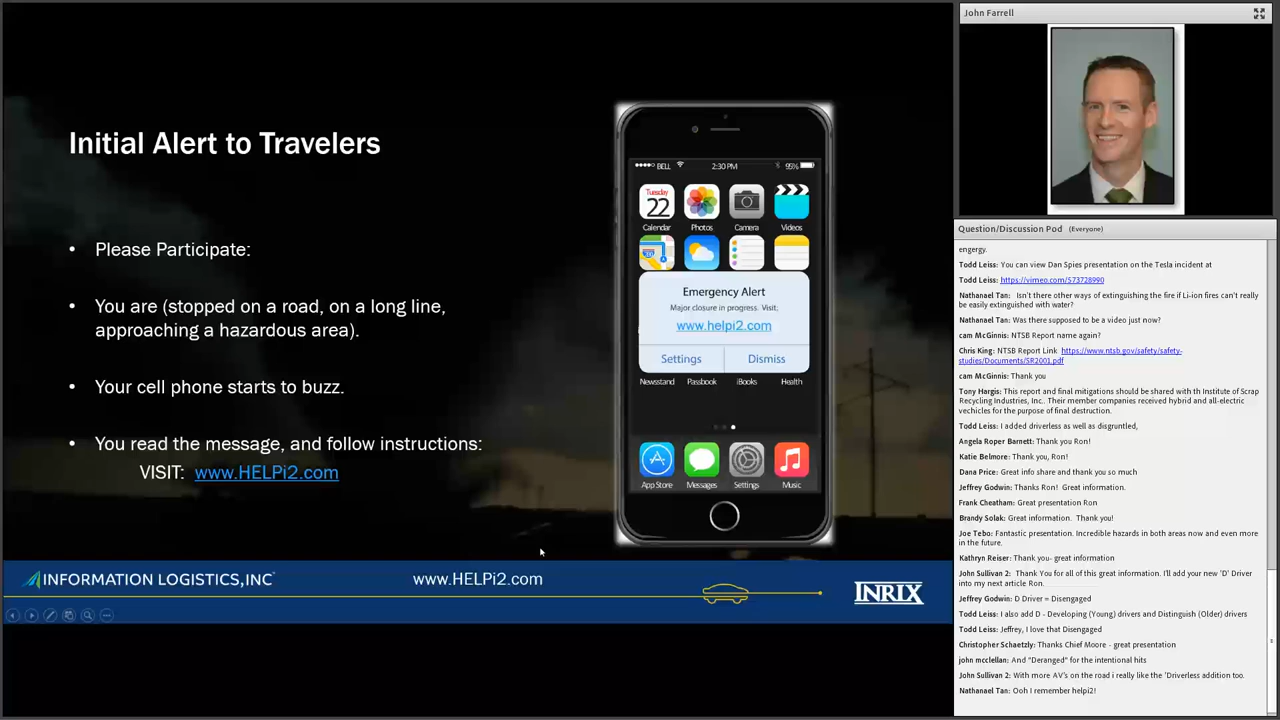 Initial Alert to Travelers
• Please Participate:
• You are (stopped on a road, on a long line,
approaching a hazardous area).
• Your cell phone starts to buzz.
• You read the message, and follow instructions:
VISIT: www.HELPi2.com
BELL 2:30 PM 95%
Tuesday
22
Calendar Photos Camera Videos
Emergency Alert
Major closure in progress. Visit;
www.helpi2.com
Settings Dismiss
Newsstand Passbook iBooks Health
App Store Messages Settings Music
INFORMATION LOGISTICS, INC
www.HELPi2.com
INRIX
John Farrell
Question/Discussion Pod (Everyone)
engergy.
Todd Leiss: You can view Dan Spies presentation on the Tesla incident at
Todd Leiss: https://vimeo.com/573728990
Nathanael Tan: Isn't there other ways of extinguishing the fire if Li-ion fires can't really
be easily extinguished with water?
Nathanael Tan: Was there supposed to be a video just now?
cam McGinnis: NTSB Report name again?
Chris King: NTSB Report Link https://www.ntsb.gov/safety/safety-
studies/Documents/SR2001.pdf
cam McGinnis: Thank you
Tony Hargis: This report and final mitigations should be shared with th Institute of Scrap
Recycling Industries, Inc.. Their member companies received hybrid and all-electric
vechicles for the purpose of final destruction.
Todd Leiss: I added driverless as well as disgruntled,
Angela Roper Barnett: Thank you Ron!
Katie Belmore: Thank you, Ron!
Dana Price: Great info share and thank you so much
Jeffrey Godwin: Thanks Ron! Great information.
Frank Cheatham: Great presentation Ron
Brandy Solak: Great information. Thank you!
Joe Tebo: Fantastic presentation. Incredible hazards in both areas now and even more
in the future.
Kathryn Reiser: Thank you- great information
John Sullivan 2: Thank You for all of this great information. I'll add your new 'D' Driver
into my next article Ron.
Jeffrey Godwin: D Driver = Disengaged
Todd Leiss: I also add D - Developing (Young) drivers and Distinguish (Older) drivers
Todd Leiss: Jeffrey, I love that Disengaged
Christopher Schaetzly: Thanks Chief Moore - great presentation
john mcclellan: And "Deranged" for the intentional hits
John Sullivan 2: With more AV's on the road i really like the 'Driverless addition too.
Nathanael Tan: Ooh I remember helpi2!